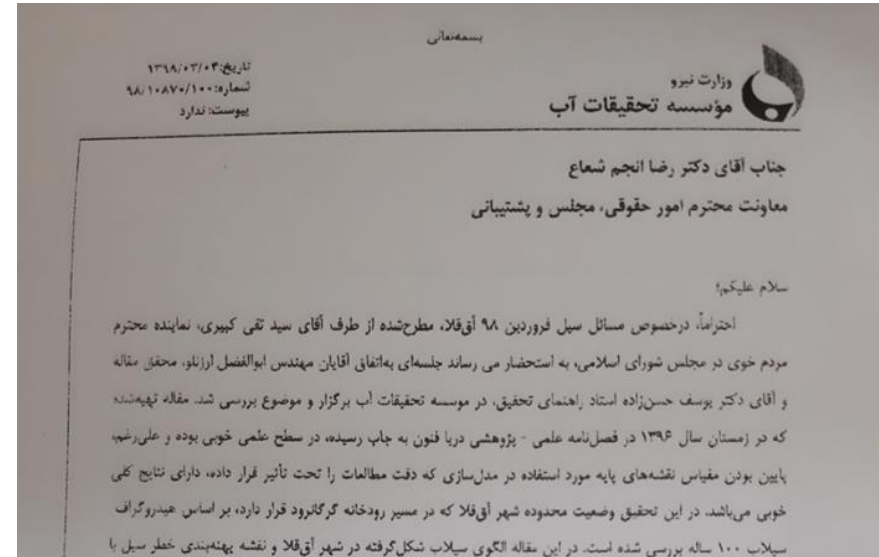 بسمه‌تعالی
تاریخ: ۱۳۹۸/۰۳/۰۴
شماره: ۹۸/۱۰۸۷۰/۱۰۰
پیوست: ندارد
وزارت نیرو
مؤسسه تحقیقات آب
جناب آقای دکتر رضا انجم شعاع
معاونت محترم امور حقوقی، مجلس و پشتیبانی
سلام علیکم؛
احتراماً، درخصوص مسائل سیل فروردین ۹۸ آق‌قلا، مطرح‌شده از طرف آقای سید تقی کبیری، نماینده محترم
مردم خوی در مجلس شورای اسلامی، به استحضار می رساند جلسه‌ای به‌اتفاق آقایان مهندس ابوالفضل ارزنلو، محقق مقاله
و آقای دکتر یوسف حسن‌زاده استاد راهنمای تحقیق، در موسسه تحقیقات آب برگزار و موضوع بررسی شد. مقاله تهیه‌شده
که در زمستان سال ۱۳۹۶ در فصل‌نامه علمی - پژوهشی دریا فنون به چاپ رسیده، در سطح علمی خوبی بوده و علی‌رغم،
پایین بودن مقیاس نقشه‌های پایه مورد استفاده در مدل‌سازی که دقت مطالعات را تحت تأثیر قرار داده، دارای نتایج کلی
خوبی می‌باشد. در این تحقیق وضعیت محدوده شهر آق‌قلا که در مسیر رودخانه گرگانرود قرار دارد، بر اساس هیدروگراف
سیلاب ۱۰۰ ساله بررسی شده است. در این مقاله الگوی سیلاب شکل‌گرفته در شهر آق‌قلا و نقشه پهنه‌بندی خطر سیل با